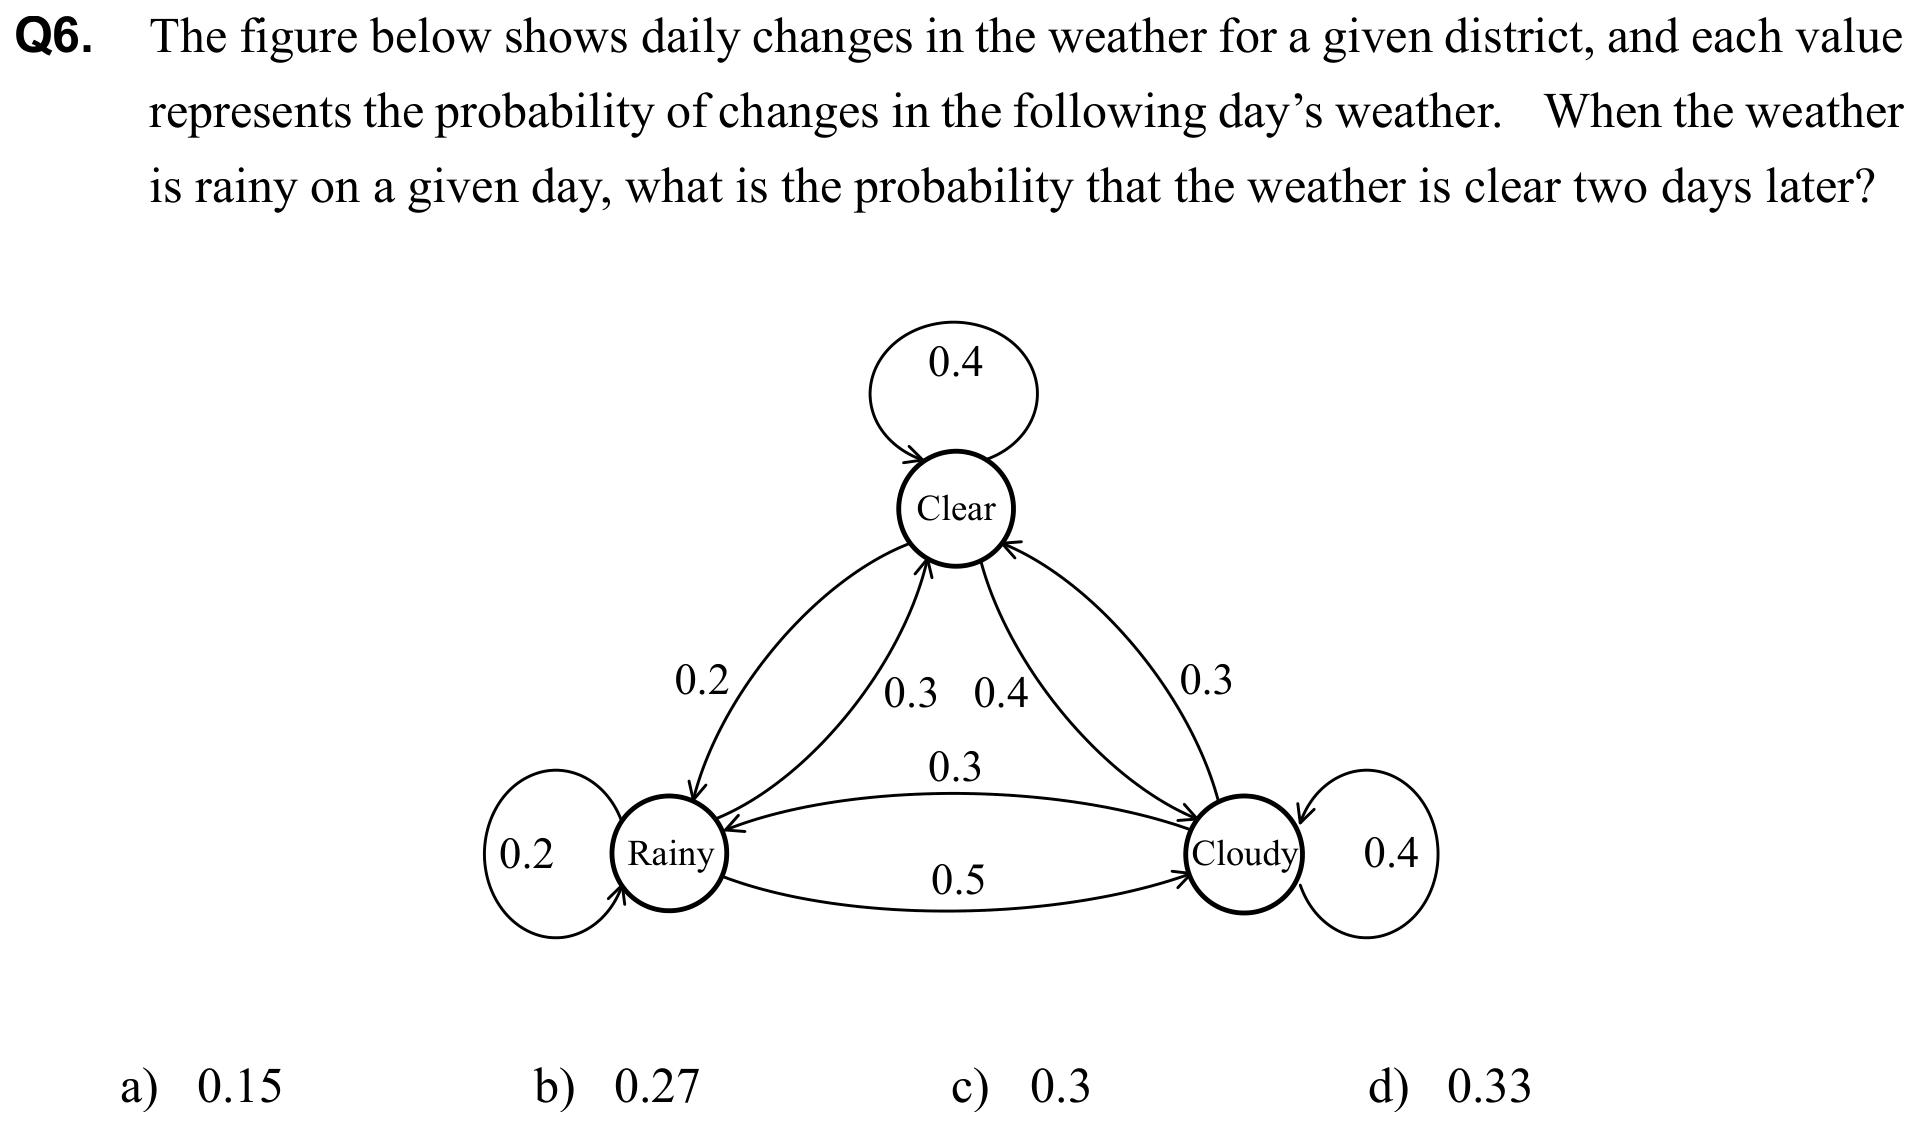 Q6. The figure below shows daily changes in the weather for a given district, and each value
represents the probability of changes in the following day’s weather. When the weather
is rainy on a given day, what is the probability that the weather is clear two days later?
0.4
Clear
0.2
0.3
0.4
0.3
0.3
0.2
Rainy
Cloudy
0.4
0.5
a) 0.15 b) 0.27 c) 0.3 d) 0.33